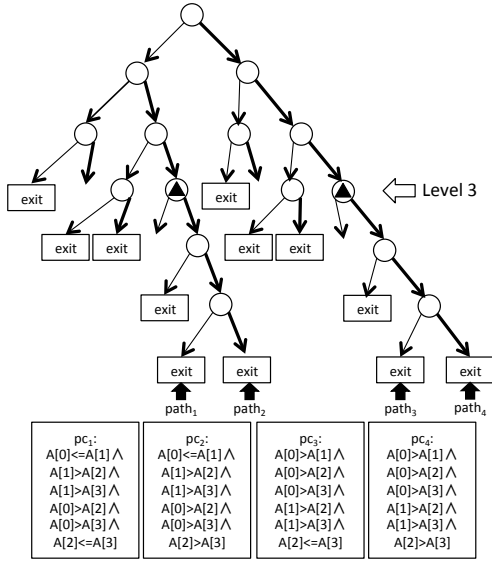 Level 3
exit
exit
exit
exit
exit
exit
exit
exit
exit
exit
exit
exit
path1
path2
path3
path4
pc1:
A[0]<=A[1]∧
A[1]>A[2]∧
A[1]>A[3]∧
A[0]>A[2]∧
A[0]>A[3]∧
A[2]<=A[3]
pc2:
A[0]<=A[1]∧
A[1]>A[2]∧
A[1]>A[3]∧
A[0]>A[2]∧
A[0]>A[3]∧
A[2]>A[3]
pc3:
A[0]>A[1]∧
A[0]>A[2]∧
A[0]>A[3]∧
A[1]>A[2]∧
A[1]>A[3]∧
A[2]<=A[3]
pc4:
A[0]>A[1]∧
A[0]>A[2]∧
A[0]>A[3]∧
A[1]>A[2]∧
A[1]>A[3]∧
A[2]>A[3]